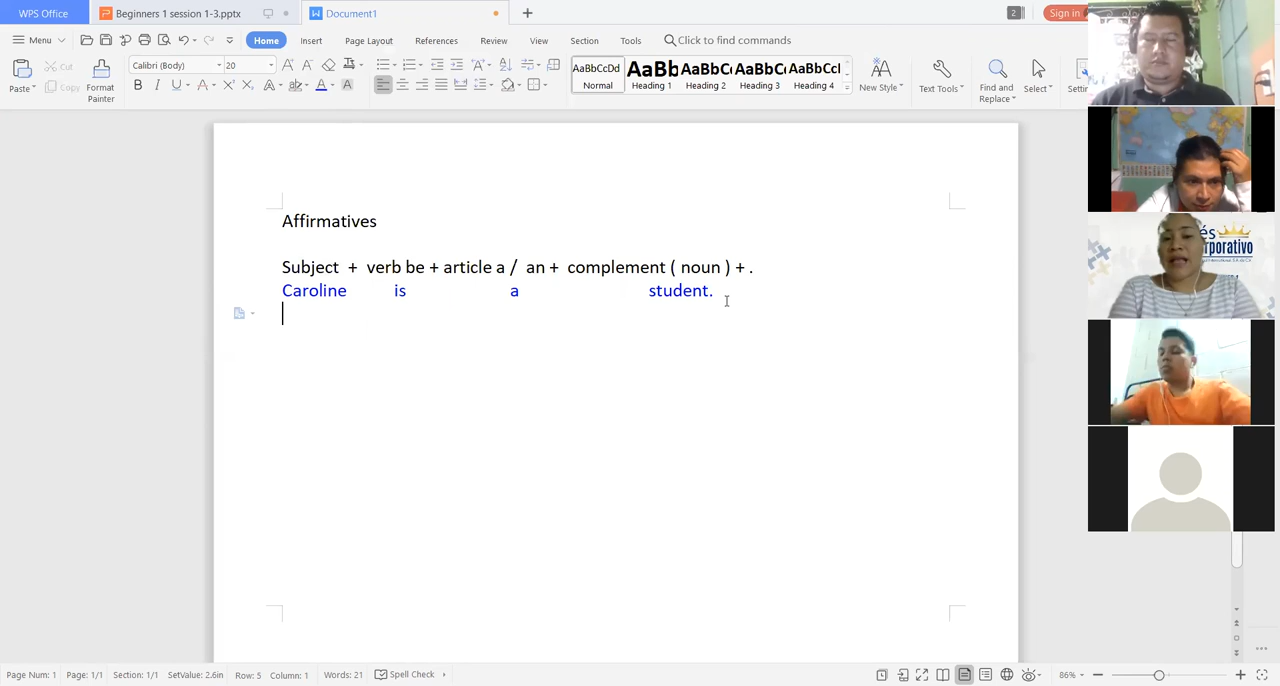 WPS Office
Beginners 1 session 1-3.pptx
Document1
2
Sign in
Menu
Home
Insert
Page Layout
References
Review
View
Section
Tools
Click to find commands
Paste
Cut
Copy
Format Painter
Calibri (Body)
20
AaBbCcDd
Normal
AaBb
Heading 1
AaBbC
Heading 2
AaBbC
Heading 3
AaBbCcl
Heading 4
New Style
Text Tools
Find and Replace
Select
Affirmatives
Subject + verb be + article a / an + complement ( noun ) + .
Caroline is a student.
Page Num: 1
Page: 1/1
Section: 1/1
SetValue: 2.6in
Row: 5
Column: 1
Words: 21
Spell Check
86%